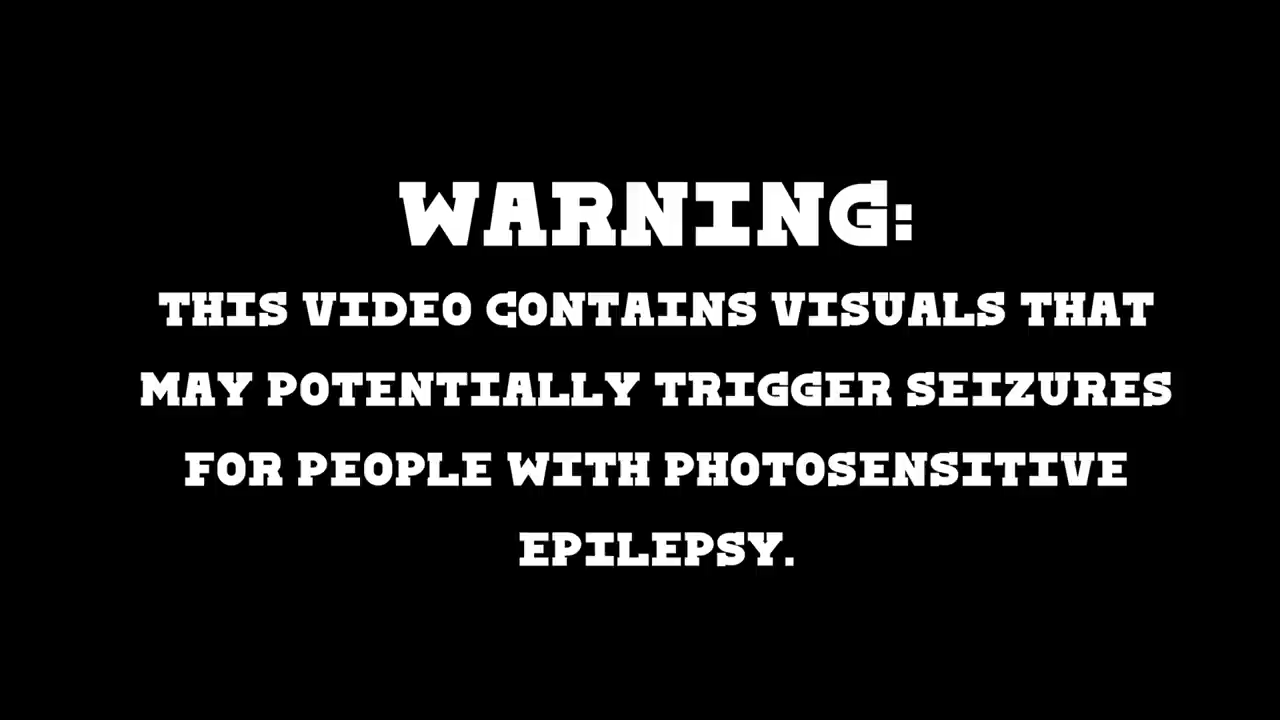 WARNING:
THIS VIDEO CONTAINS VISUALS THAT
MAY POTENTIALLY TRIGGER SEIZURES
FOR PEOPLE WITH PHOTOSENSITIVE
EPILEPSY.